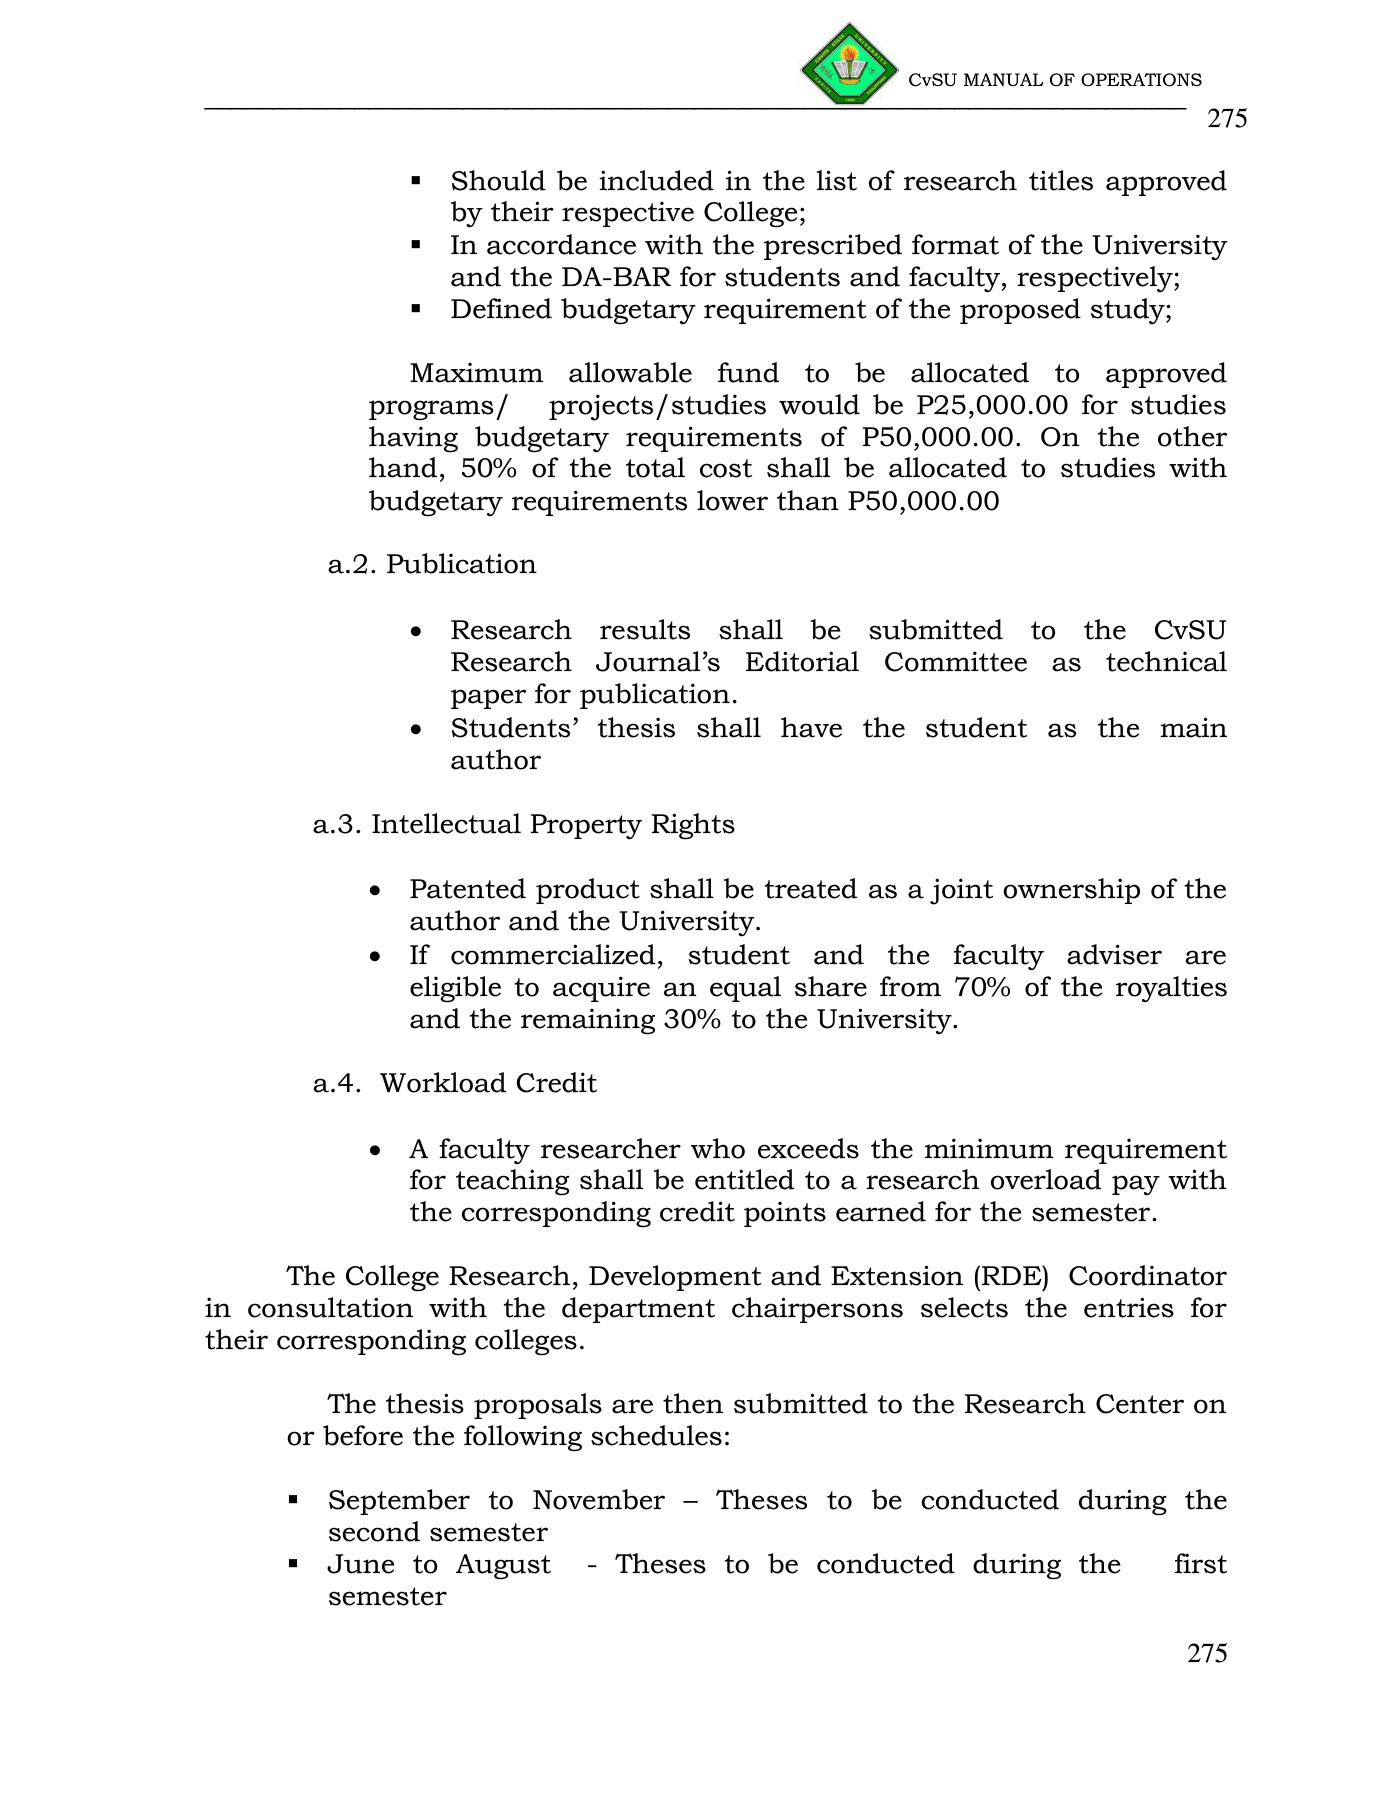 CvSU MANUAL OF OPERATIONS
275
▪ Should be included in the list of research titles approved
by their respective College;
▪ In accordance with the prescribed format of the University
and the DA-BAR for students and faculty, respectively;
▪ Defined budgetary requirement of the proposed study;
Maximum allowable fund to be allocated to approved
programs/ projects/studies would be P25,000.00 for studies
having budgetary requirements of P50,000.00. On the other
hand, 50% of the total cost shall be allocated to studies with
budgetary requirements lower than P50,000.00
a.2. Publication
• Research results shall be submitted to the CvSU
Research Journal’s Editorial Committee as technical
paper for publication.
• Students’ thesis shall have the student as the main
author
a.3. Intellectual Property Rights
• Patented product shall be treated as a joint ownership of the
author and the University.
• If commercialized, student and the faculty adviser are
eligible to acquire an equal share from 70% of the royalties
and the remaining 30% to the University.
a.4. Workload Credit
• A faculty researcher who exceeds the minimum requirement
for teaching shall be entitled to a research overload pay with
the corresponding credit points earned for the semester.
The College Research, Development and Extension (RDE) Coordinator
in consultation with the department chairpersons selects the entries for
their corresponding colleges.
The thesis proposals are then submitted to the Research Center on
or before the following schedules:
▪ September to November – Theses to be conducted during the
second semester
▪ June to August - Theses to be conducted during the first
semester
275